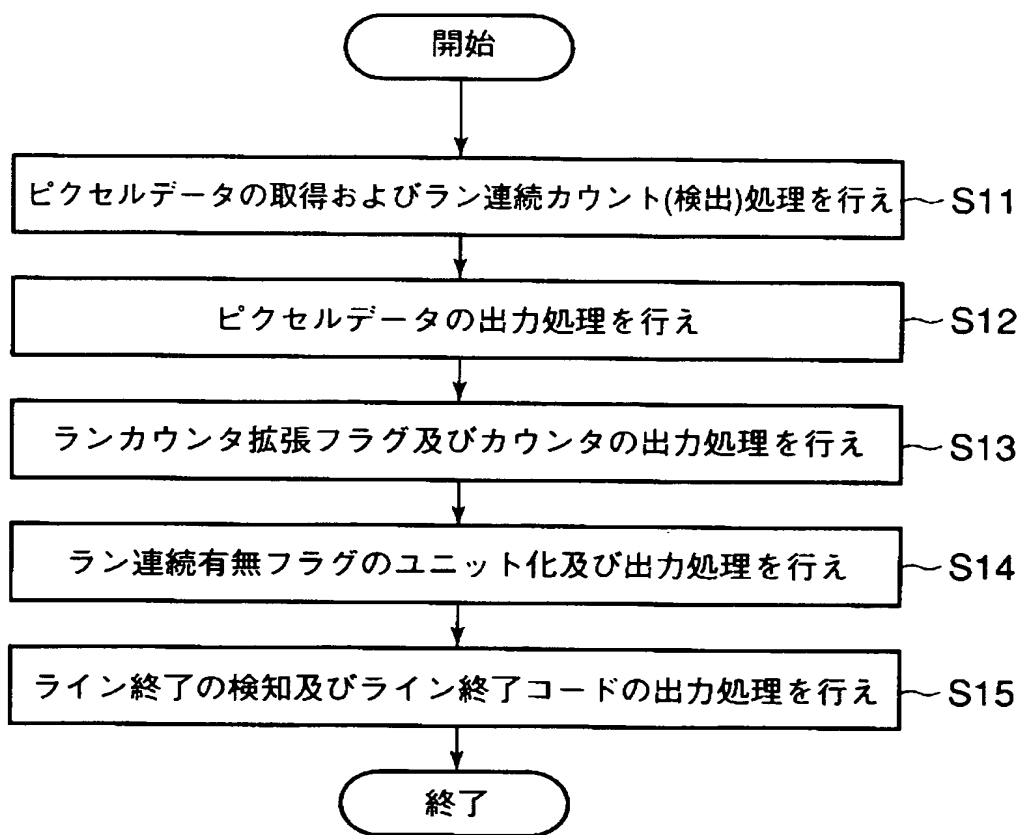 開始
ピクセルデータの取得およびラン連続カウント(検出)処理を行え
S11
ピクセルデータの出力処理を行え
S12
ランカウンタ拡張フラグ及びカウンタの出力処理を行え
S13
ラン連続有無フラグのユニット化及び出力処理を行え
S14
ライン終了の検知及びライン終了コードの出力処理を行え
S15
終了